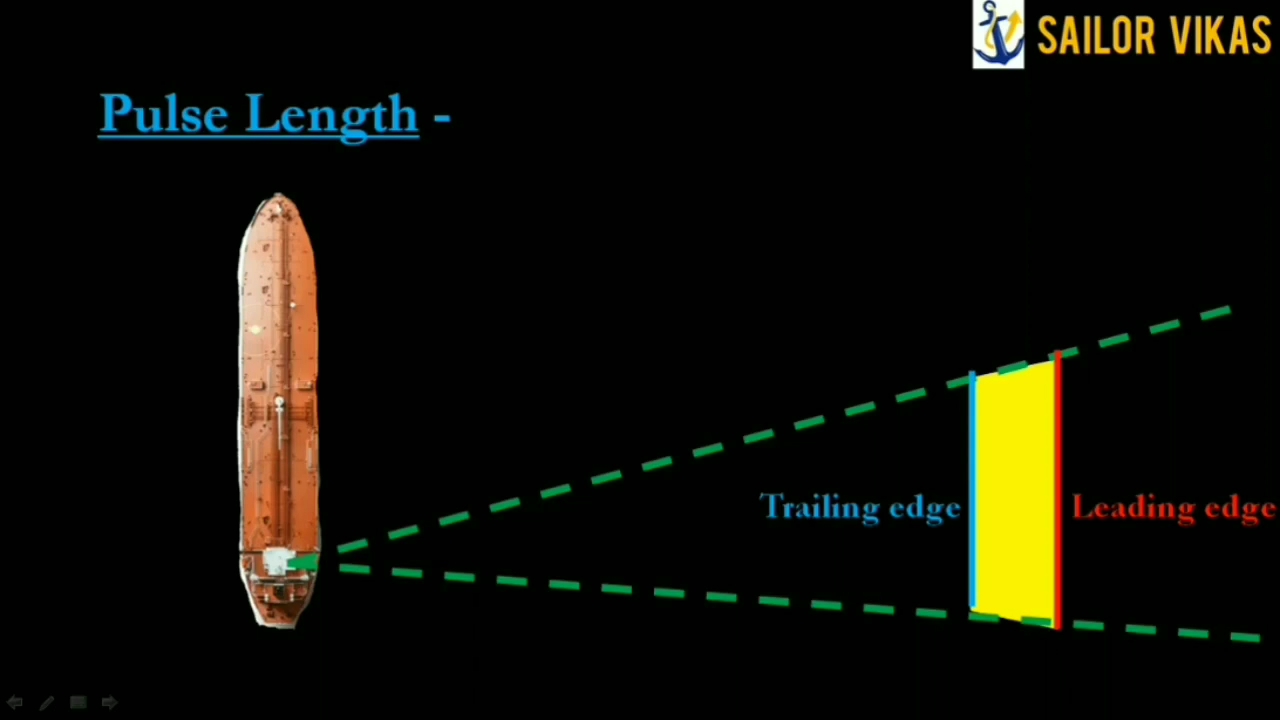 SAILOR VIKAS
Pulse Length -
Trailing edge
Leading edge